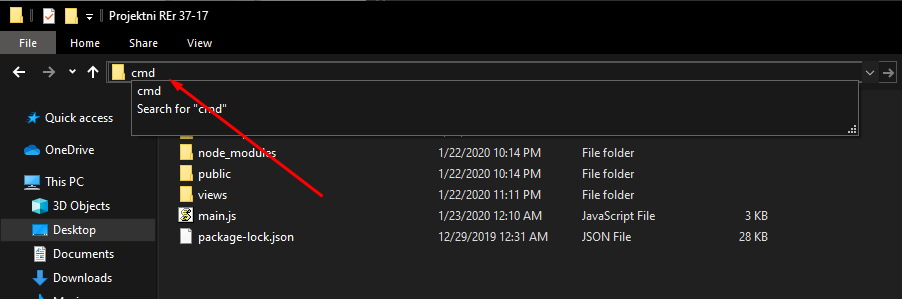 Projektni REr 37-17
File Home Share View
cmd
cmd
Search for "cmd"
Quick access
OneDrive
node_modules 1/22/2020 10:14 PM File folder
public 1/22/2020 10:14 PM File folder
This PC
views 1/22/2020 11:11 PM File folder
3D Objects
main.js 1/23/2020 12:10 AM JavaScript File 3 KB
Desktop
package-lock.json 12/29/2019 12:31 AM JSON File 28 KB
Documents
Downloads